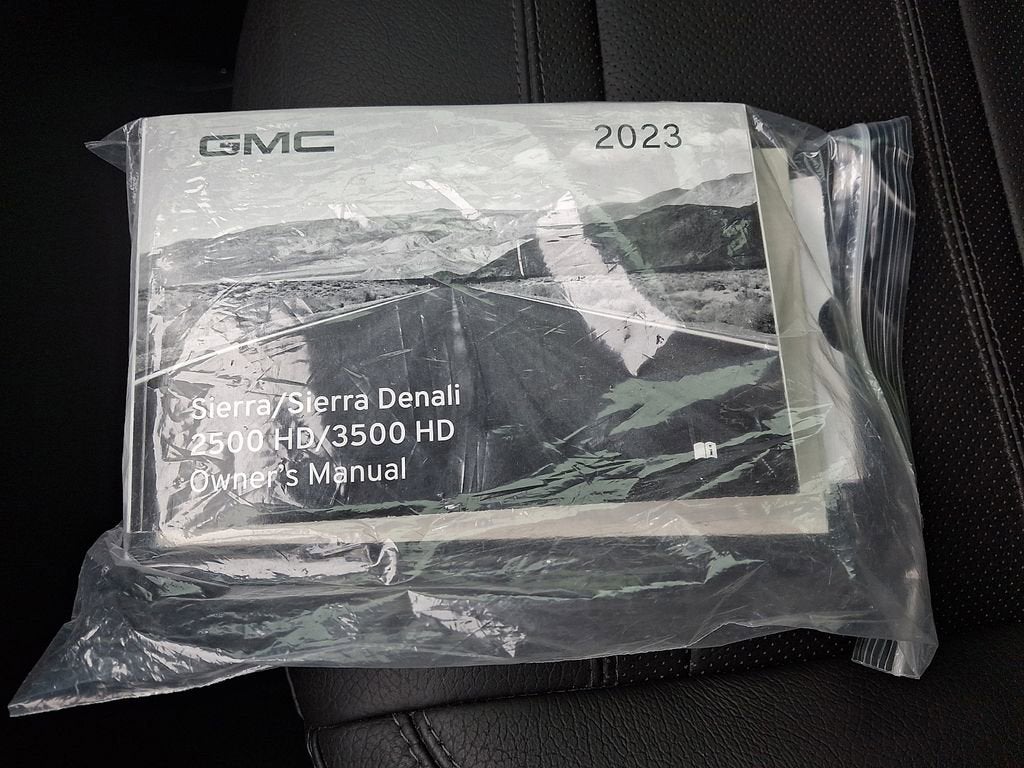 GMC
2023
Sierra/Sierra Denali
2500 HD/3500 HD
Owner's Manual